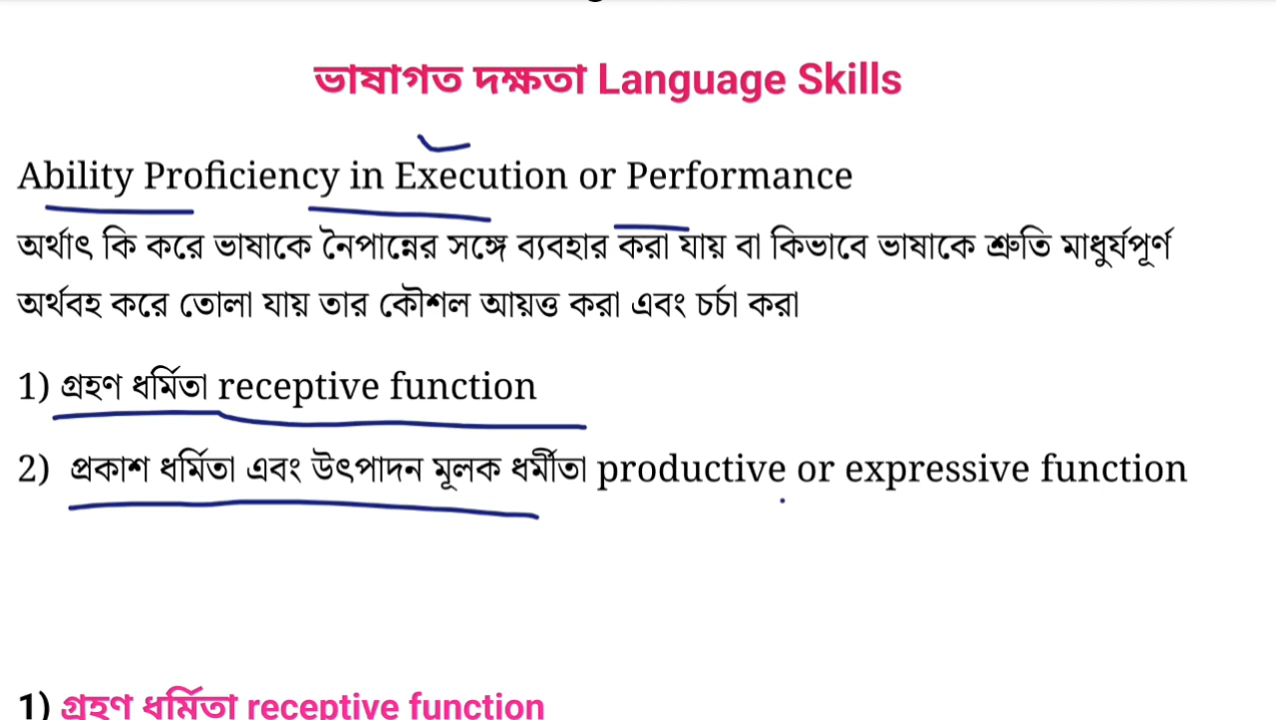 ভাষাগত দক্ষতা Language Skills
Ability Proficiency in Execution or Performance
অর্থাৎ কি করে ভাষাকে নৈপান্নের সঙ্গে ব্যবহার করা যায় বা কিভাবে ভাষাকে শ্রুতি মাধুর্যপূর্ণ
অর্থবহ করে তোলা যায় তার কৌশল আয়ত্ত করা এবং চর্চা করা
1) গ্রহণ ধর্মিতা receptive function
2) প্রকাশ ধর্মিতা এবং উৎপাদন মূলক ধর্মীতা productive or expressive function
1) গ্রহণ ধর্মিতা receptive function